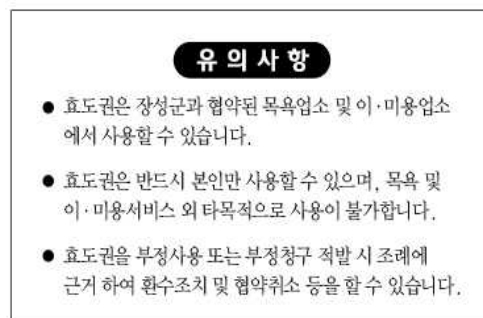 유의사항
● 효도권은 장성군과 협약된 목욕업소 및 이·미용업소
에서 사용할 수 있습니다.
● 효도권은 반드시 본인만 사용할 수 있으며, 목욕 및
이·미용서비스 외 타목적으로 사용이 불가합니다.
● 효도권을 부정사용 또는 부정청구 적발 시 조례에
근거 하여 환수조치 및 협약취소 등을 할 수 있습니다.